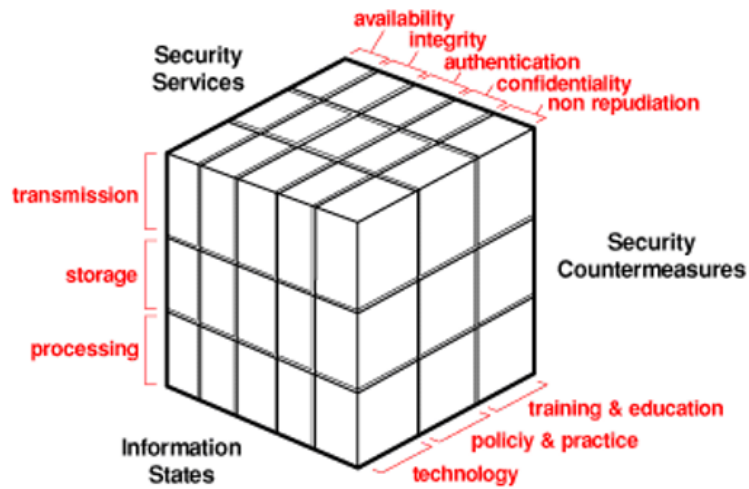 availability
integrity
authentication
confidentiality
non repudiation
Security
Services
transmission
storage
processing
Security
Countermeasures
training & education
policiy & practice
technology
Information
States